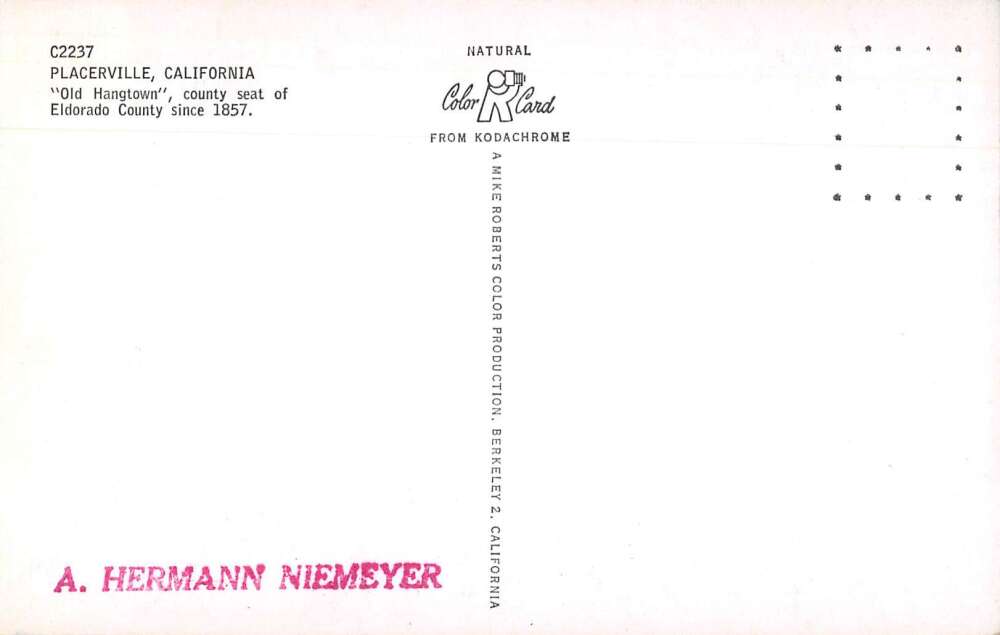 C2237
PLACERVILLE, CALIFORNIA
"Old Hangtown", county seat of
Eldorado County since 1857.
NATURAL
Color Card
FROM KODACHROME
A MIKE ROBERTS COLOR PRODUCTION, BERKELEY 2, CALIFORNIA
A. HERMANN NIEMEYER